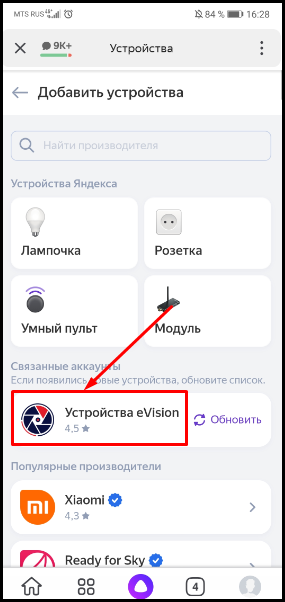 MTS RUS 84 % 16:28
9K+ Устройства
Добавить устройства
Найти производителя
Устройства Яндекса
Лампочка Розетка
Умный пульт Модуль
Связанные аккаунты
Если появились новые устройства, обновите список.
Устройства eVision
4,5
Обновить
Популярные производители
mi
Xiaomi
4,3
Ready for Sky
4